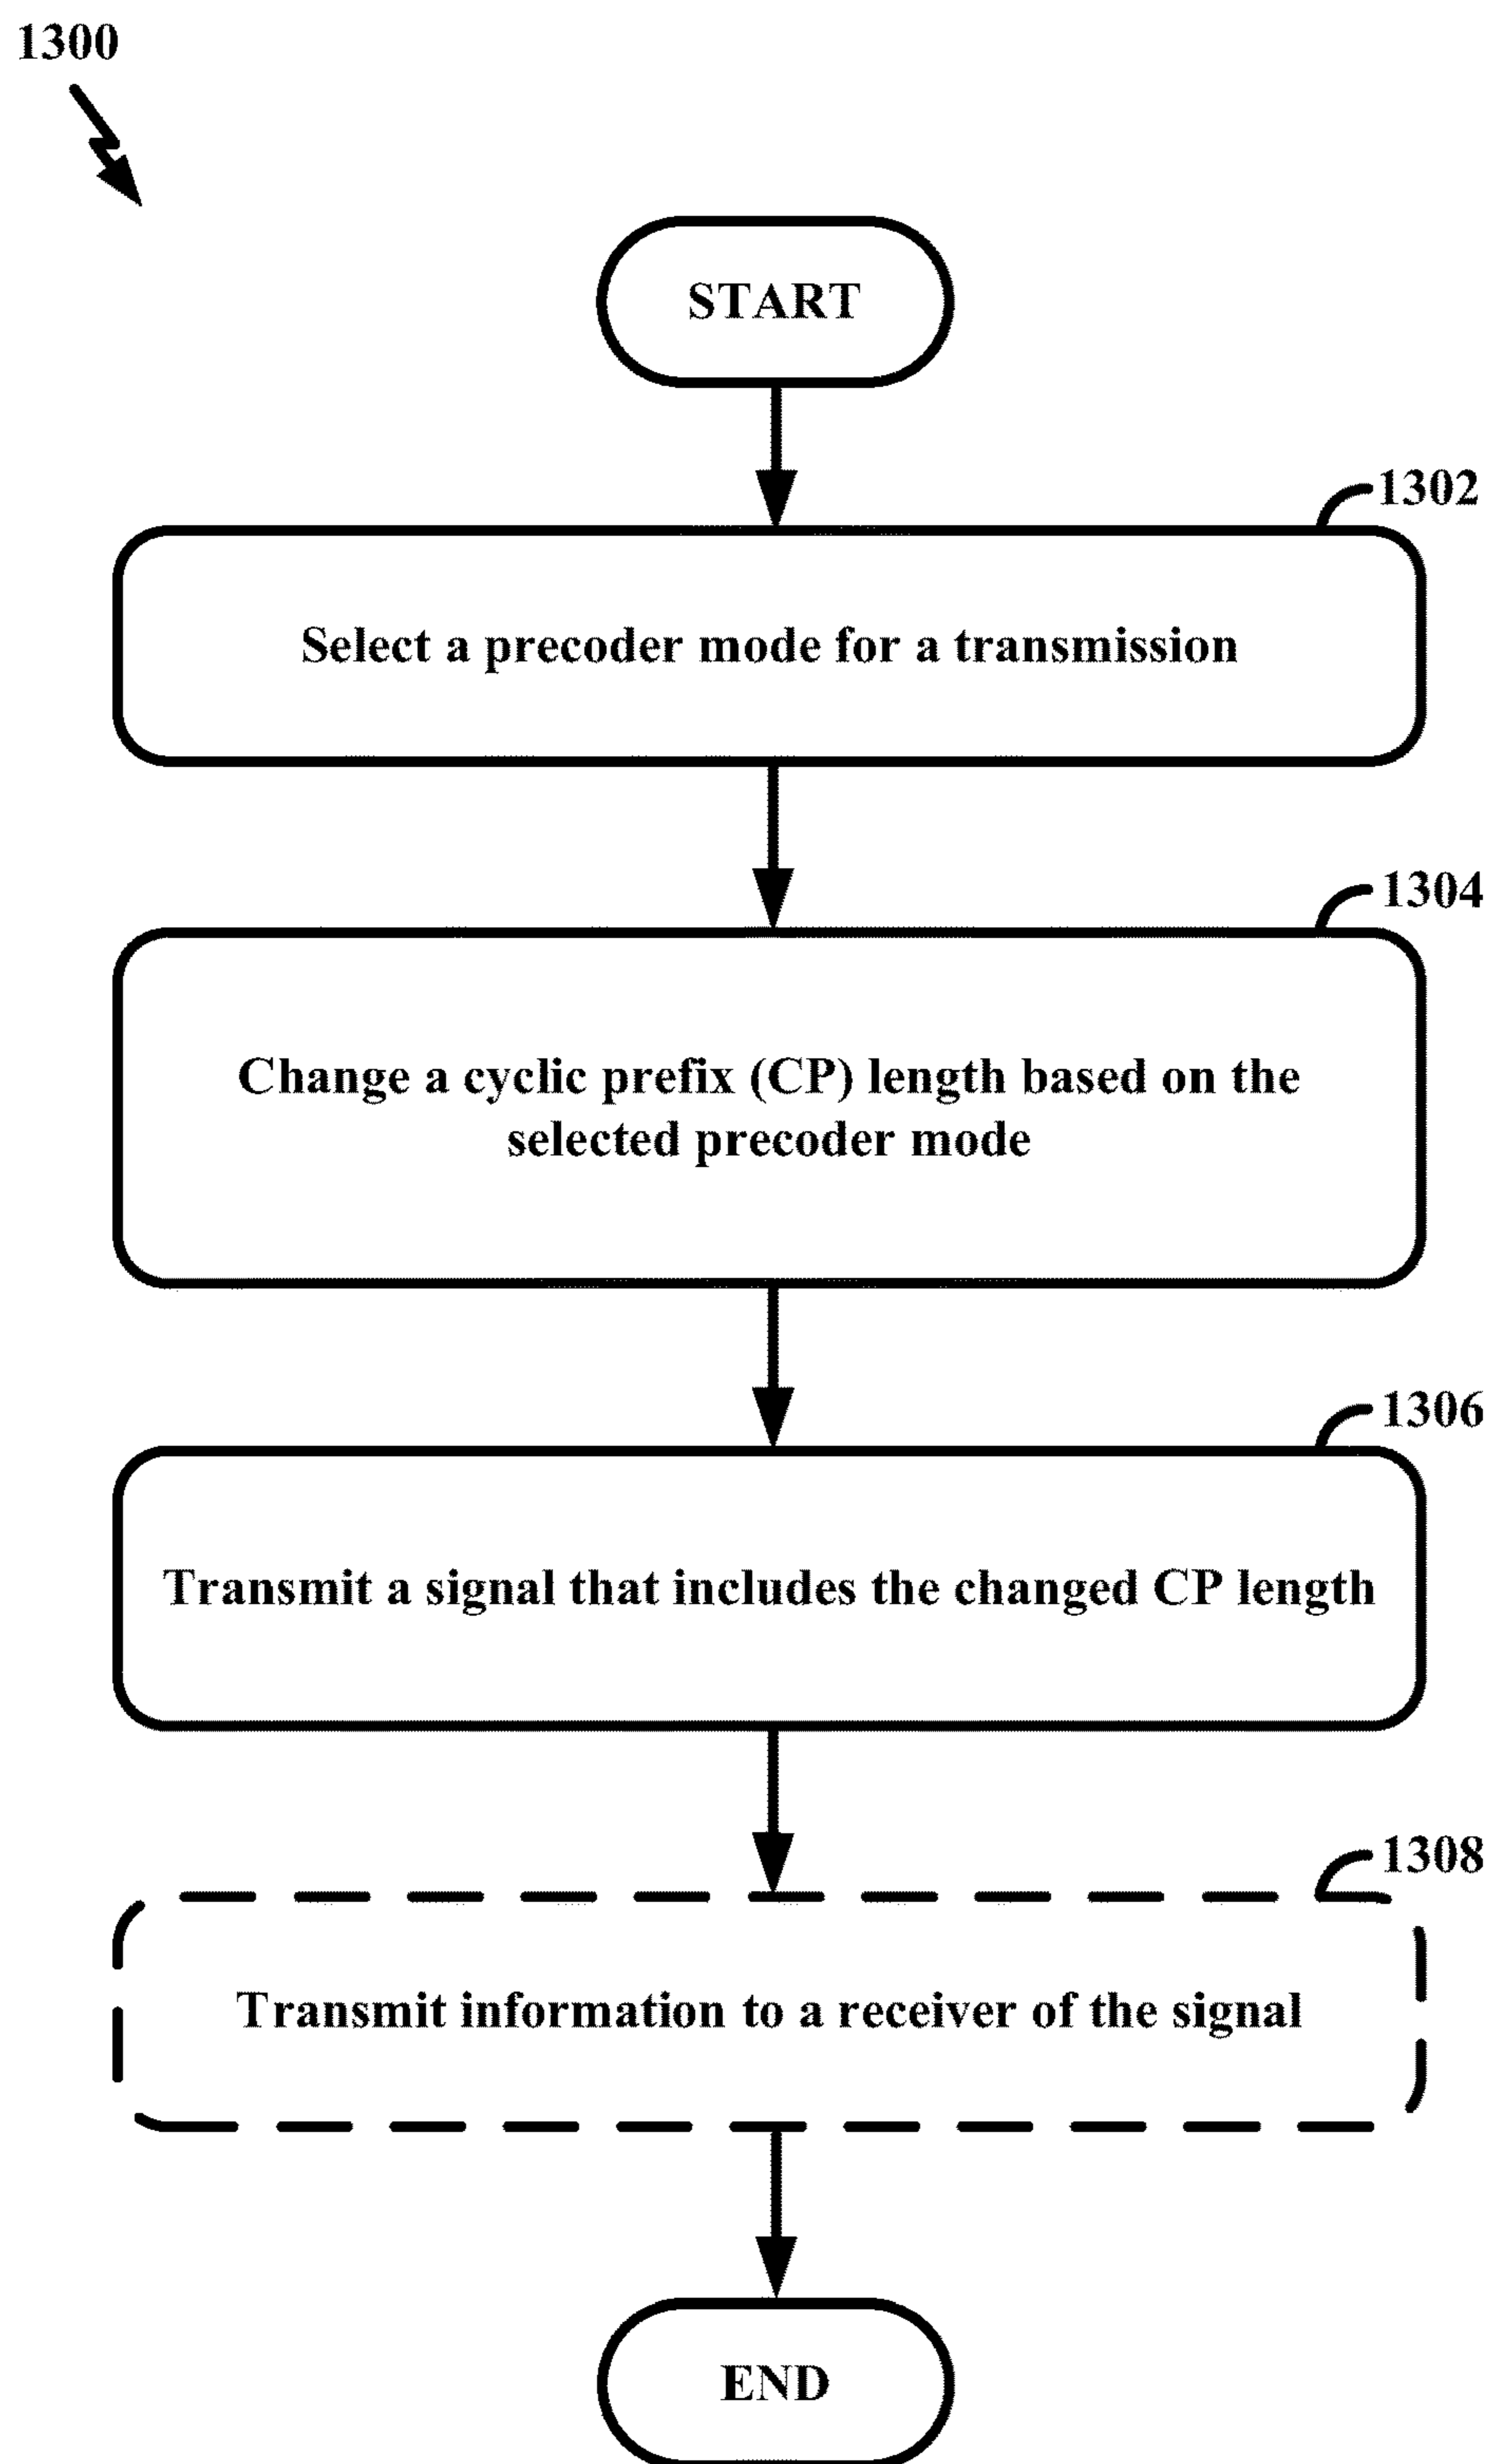 1300
START
1302
Select a precoder mode for a transmission
1304
Change a cyclic prefix (CP) length based on the
selected precoder mode
1306
Transmit a signal that includes the changed CP length
1308
Transmit information to a receiver of the signal
END